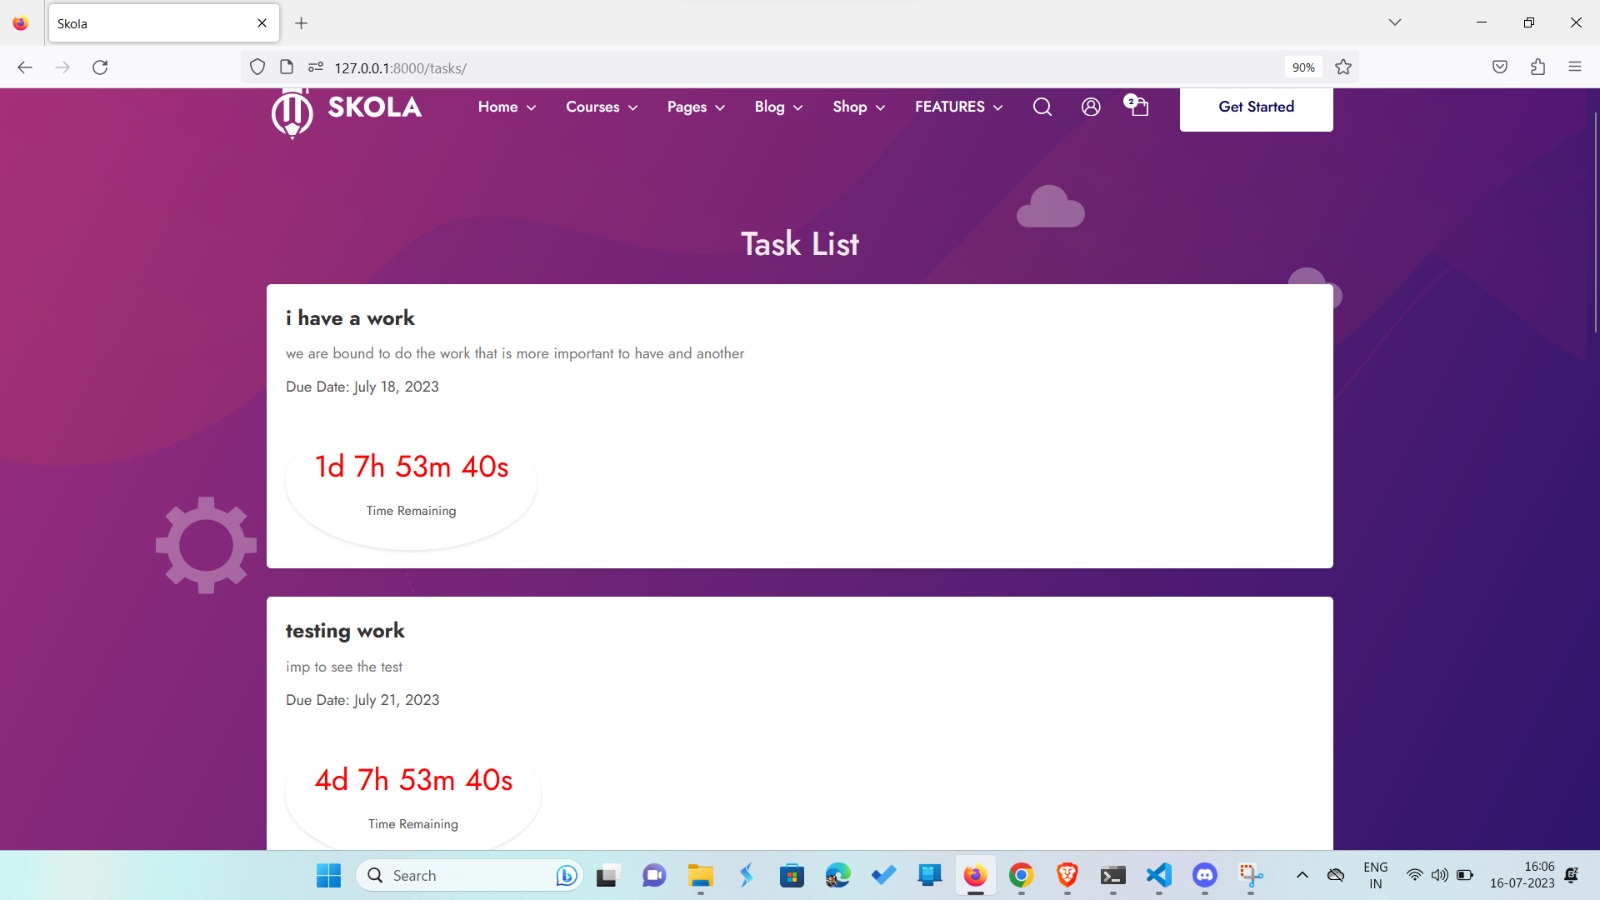 Skola
127.0.0.1:8000/tasks/
90%
SKOLA
Home
Courses
Pages
Blog
Shop
FEATURES
2
Get Started
Task List
i have a work
we are bound to do the work that is more important to have and another
Due Date: July 18, 2023
1d 7h 53m 40s
Time Remaining
testing work
imp to see the test
Due Date: July 21, 2023
4d 7h 53m 40s
Time Remaining
Search
ENG
IN
16:06
16-07-2023